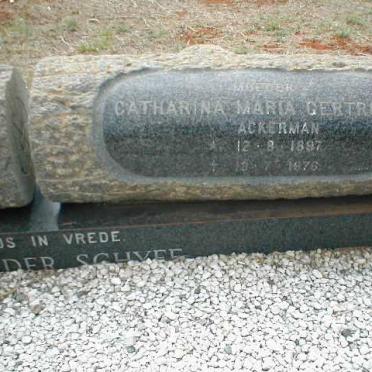 MOEDER
CATHARINA MARIA GERTR
ACKERMAN
12 · 8 · 1897
1976
US IN VREDE.
DER SCHYFF